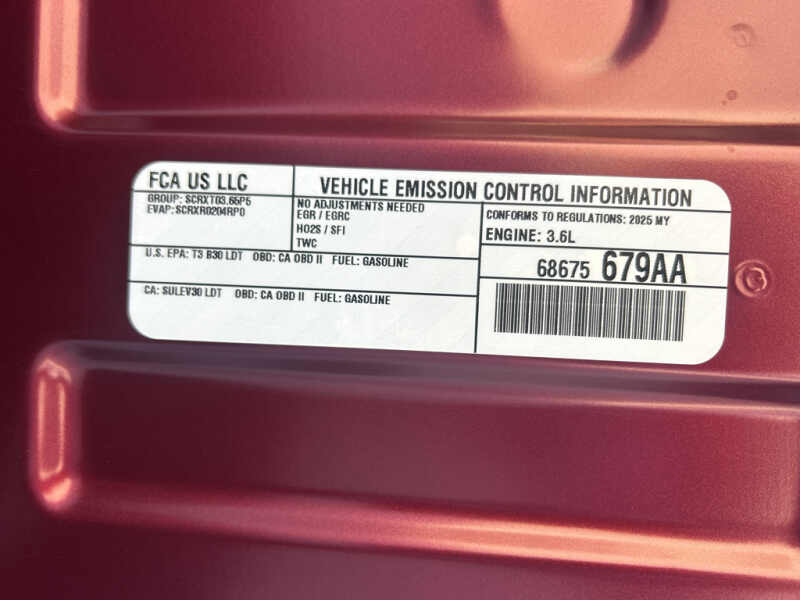 FCA US LLC
VEHICLE EMISSION CONTROL INFORMATION
GROUP: SCRXT03.65P5
EVAP: SCRXR0204RP0
NO ADJUSTMENTS NEEDED
EGR / EGRC
HO2S / SFI
TWC
CONFORMS TO REGULATIONS: 2025 MY
ENGINE: 3.6L
U.S. EPA: T3 B30 LDT OBD: CA OBD II FUEL: GASOLINE
68675 679AA
CA: SULEV30 LDT OBD: CA OBD II FUEL: GASOLINE